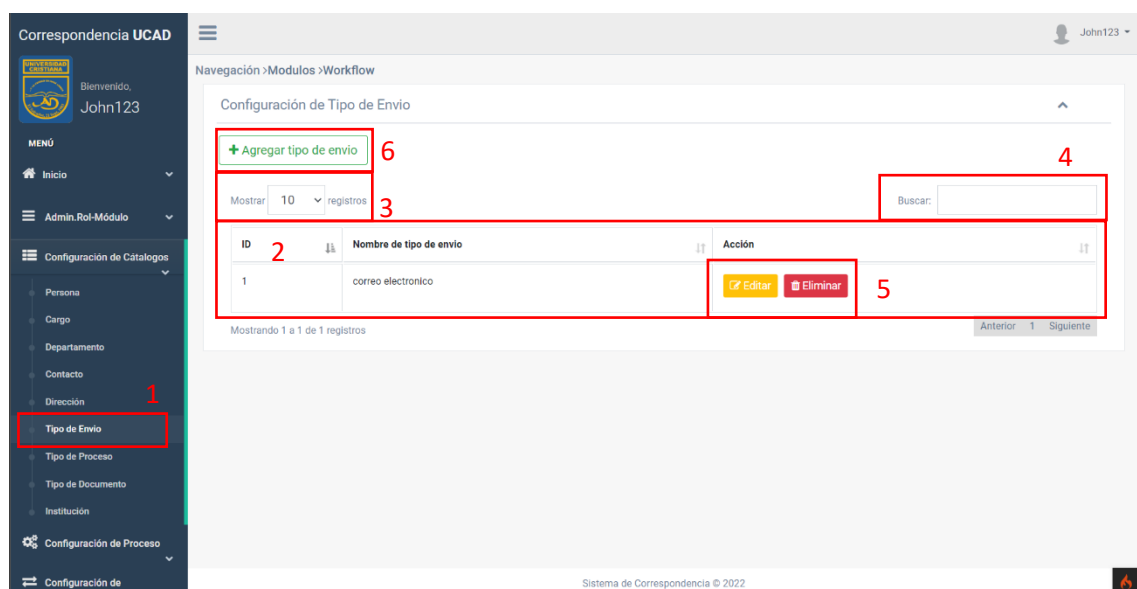 Correspondencia UCAD
John123
UNIVERSIDAD
CRISTIANA
Bienvenido,
John123
MENÚ
Inicio
Admin.Rol-Módulo
Configuración de Cátalogos
Persona
Cargo
Departamento
Contacto
Dirección
1
Tipo de Envio
Tipo de Proceso
Tipo de Documento
Institución
Configuración de Proceso
Configuración de
Navegación >Modulos >Workflow
Configuración de Tipo de Envio
+ Agregar tipo de envio
6
4
Mostrar 10 registros
3
Buscar:
ID Nombre de tipo de envio Acción
2
1 correo electronico Editar Eliminar
5
Mostrando 1 a 1 de 1 registros
Anterior 1 Siguiente
Sistema de Correspondencia © 2022